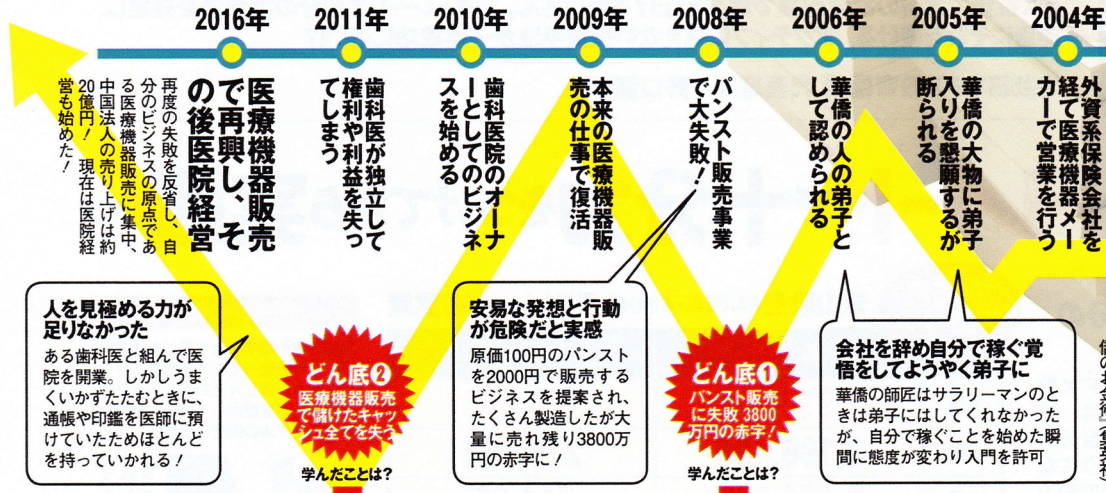 2004年
外資系保険会社を
経て医療機器メー
カーで営業を行う
2005年
華僑の大物に弟子
入りを懇願するが
断られる
2006年
華僑の人の弟子と
して認められる
会社を辞め自分で稼ぐ覚
悟をしてようやく弟子に
華僑の師匠はサラリーマンのと
きは弟子にはしてくれなかった
が、自分で稼ぐことを始めた瞬
間に態度が変わり入門を許可
2008年
パンスト販売事業
で大失敗!
安易な発想と行動
が危険だと実感
原価100円のパンスト
を2000円で販売する
ビジネスを提案され、
たくさん製造したが大
量に売れ残り3800万
円の赤字に!
どん底❶
パンスト販売
に失敗 3800
万円の赤字!
学んだことは?
2009年
本来の医療機器販
売の仕事で復活
2010年
歯科医院のオーナ
ーとしてのビジネ
スを始める
2011年
歯科医が独立して
権利や利益を失っ
てしまう
どん底❷
医療機器販売
で儲けたキャッ
シュ全てを失う
学んだことは?
人を見極める力が
足りなかった
ある歯科医と組んで医
院を開業。しかしうま
くいかずたたむときに、
通帳や印鑑を医師に預
けていたためほとんど
を持っていかれる!
2016年
医療機器販売
で再興し、そ
の後医院経営
再度の失敗を反省し、自
分のビジネスの原点であ
る医療機器販売に集中、
中国法人の売り上げは約
20億円! 現在は医院経
営も始めた!